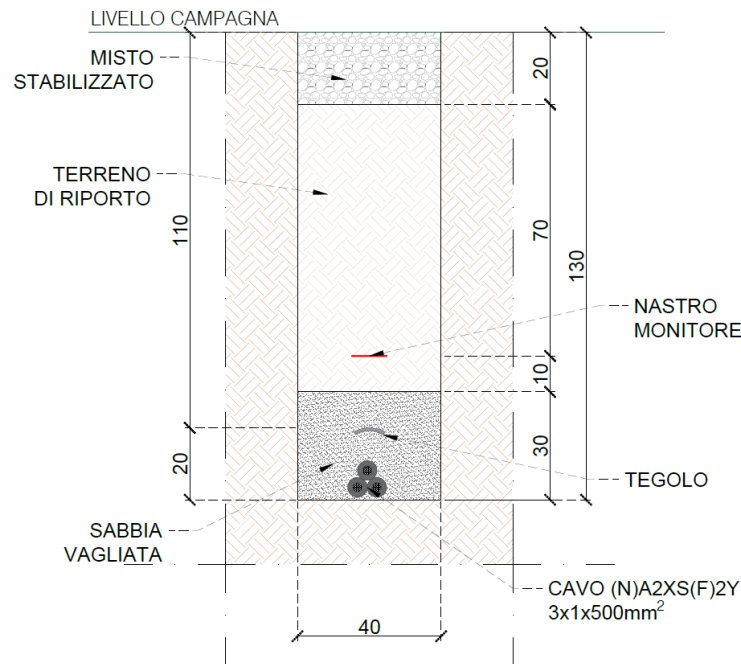 LIVELLO CAMPAGNA
MISTO
STABILIZZATO
20
TERRENO
DI RIPORTO
110
70
130
NASTRO
MONITORE
10
30
20
TEGOLO
SABBIA
VAGLIATA
CAVO (N)A2XS(F)2Y
3x1x500mm²
40